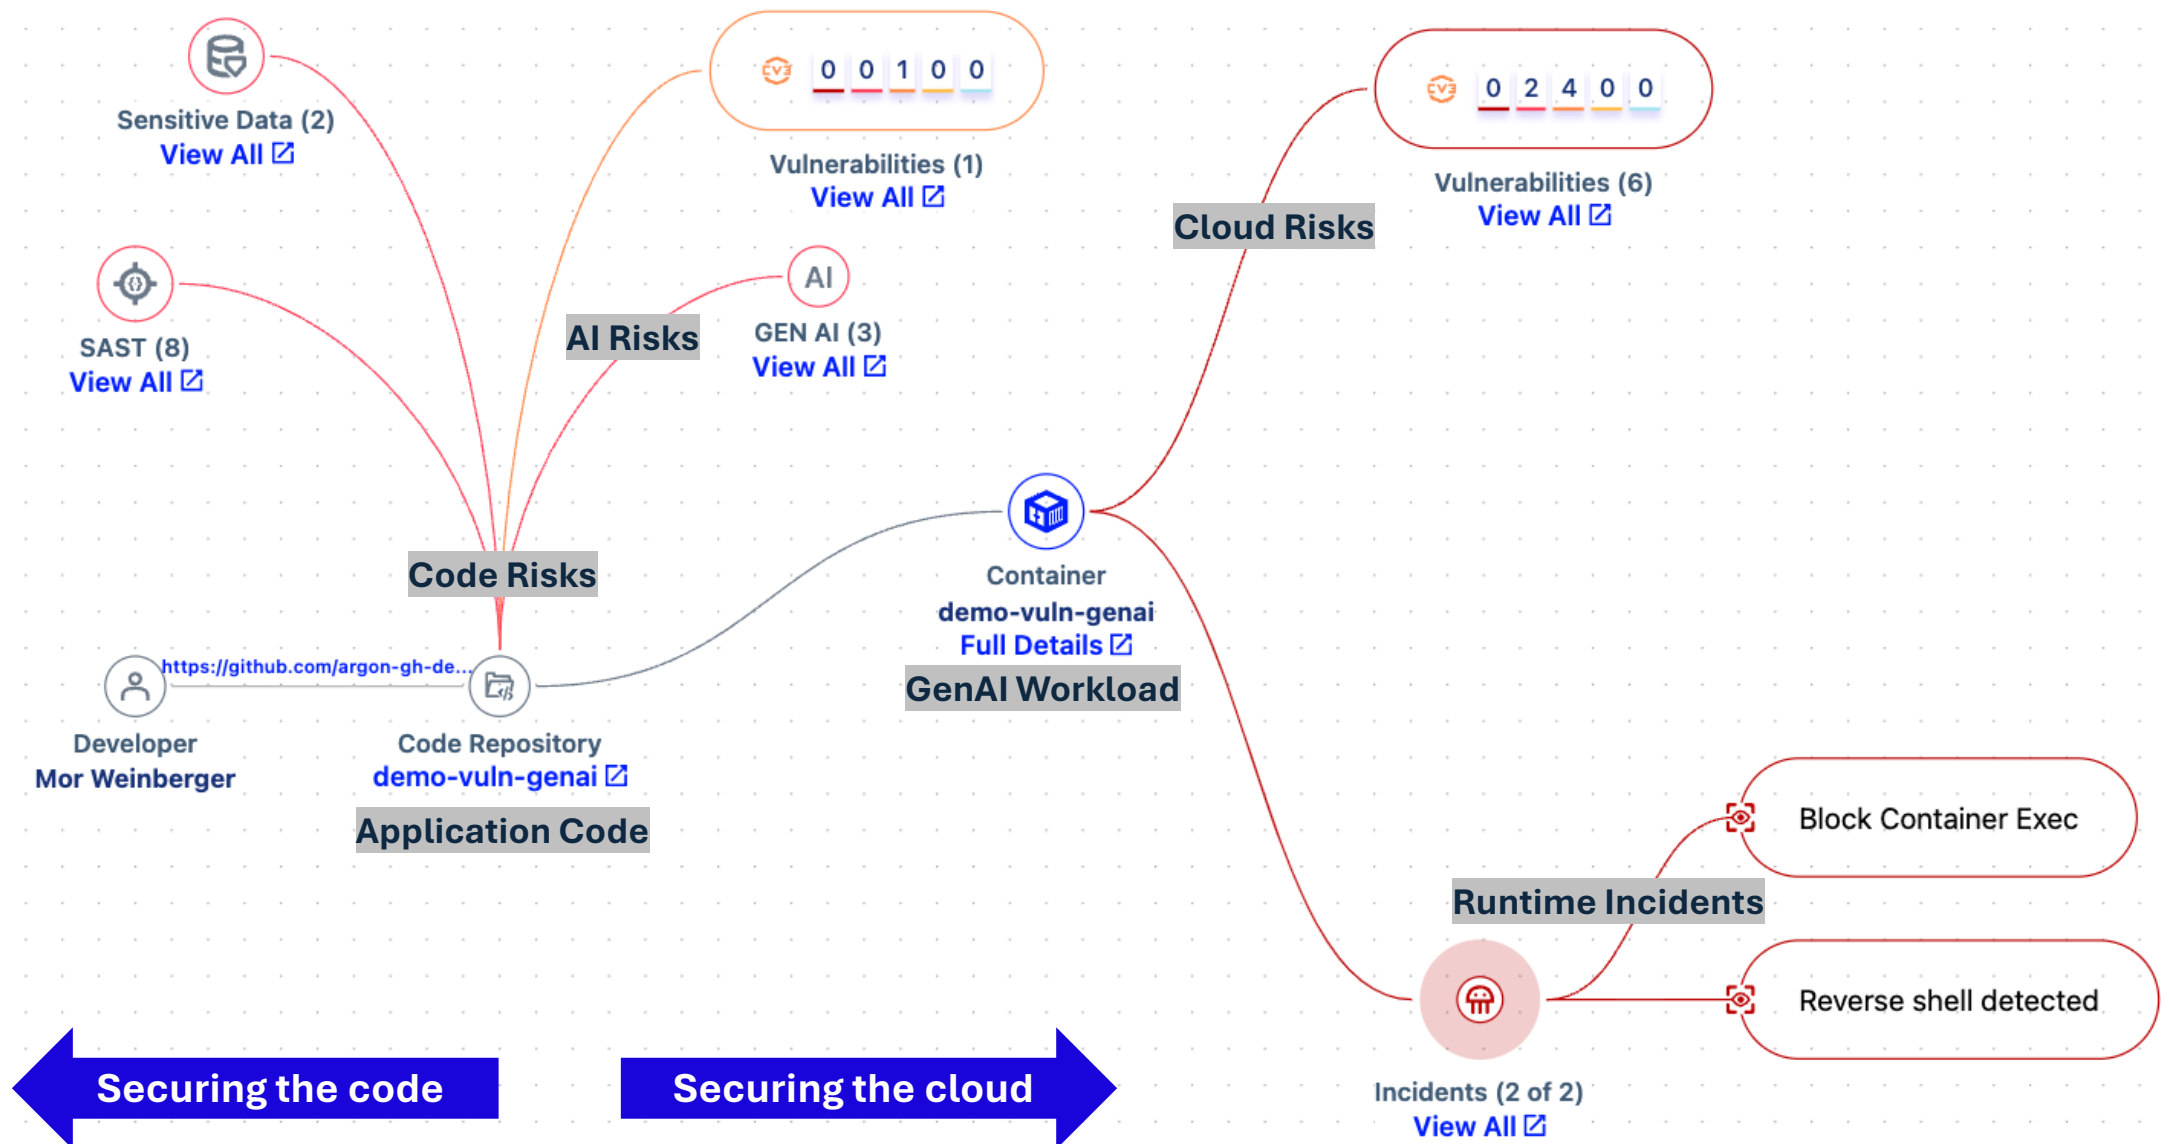 Sensitive Data (2)
View All
CVE 0 0 1 0 0
Vulnerabilities (1)
View All
CVE 0 2 4 0 0
Vulnerabilities (6)
View All
Cloud Risks
SAST (8)
View All
AI Risks
AI
GEN AI (3)
View All
Code Risks
Container
demo-vuln-genai
Full Details
GenAI Workload
https://github.com/argon-gh-de...
Developer
Mor Weinberger
Code Repository
demo-vuln-genai
Application Code
Block Container Exec
Runtime Incidents
Reverse shell detected
Incidents (2 of 2)
View All
Securing the code
Securing the cloud